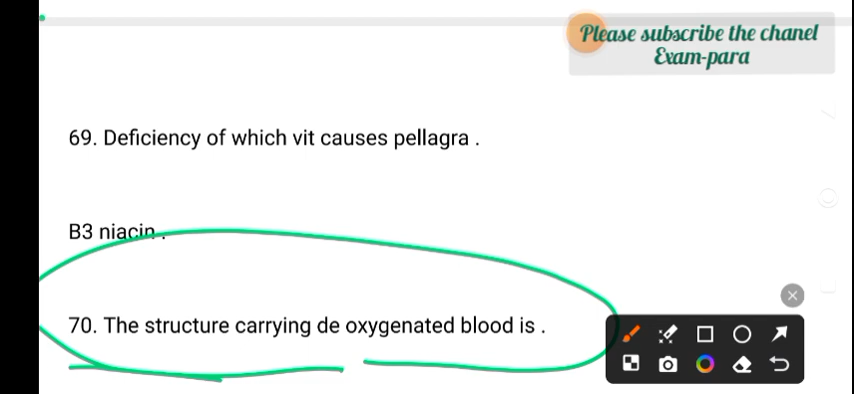 Please subscribe the chanel
Exam-para
69. Deficiency of which vit causes pellagra .
B3 niacin .
70. The structure carrying de oxygenated blood is .